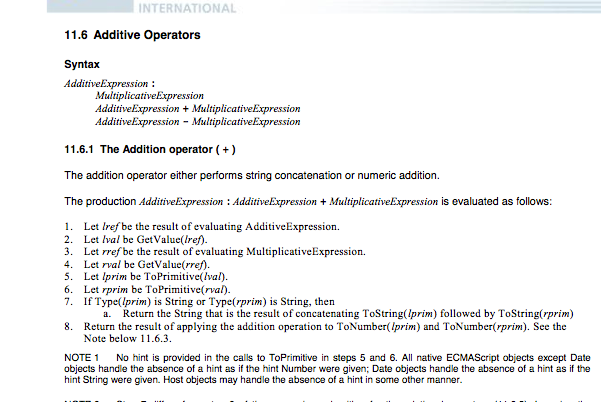 INTERNATIONAL
11.6 Additive Operators
Syntax
AdditiveExpression :
MultiplicativeExpression
AdditiveExpression + MultiplicativeExpression
AdditiveExpression - MultiplicativeExpression
11.6.1 The Addition operator ( + )
The addition operator either performs string concatenation or numeric addition.
The production AdditiveExpression : AdditiveExpression + MultiplicativeExpression is evaluated as follows:
1. Let lref be the result of evaluating AdditiveExpression.
2. Let lval be GetValue(lref).
3. Let rref be the result of evaluating MultiplicativeExpression.
4. Let rval be GetValue(rref).
5. Let lprim be ToPrimitive(lval).
6. Let rprim be ToPrimitive(rval).
7. If Type(lprim) is String or Type(rprim) is String, then
a. Return the String that is the result of concatenating ToString(lprim) followed by ToString(rprim)
8. Return the result of applying the addition operation to ToNumber(lprim) and ToNumber(rprim). See the
Note below 11.6.3.
NOTE 1 No hint is provided in the calls to ToPrimitive in steps 5 and 6. All native ECMAScript objects except Date
objects handle the absence of a hint as if the hint Number were given; Date objects handle the absence of a hint as if the
hint String were given. Host objects may handle the absence of a hint in some other manner.